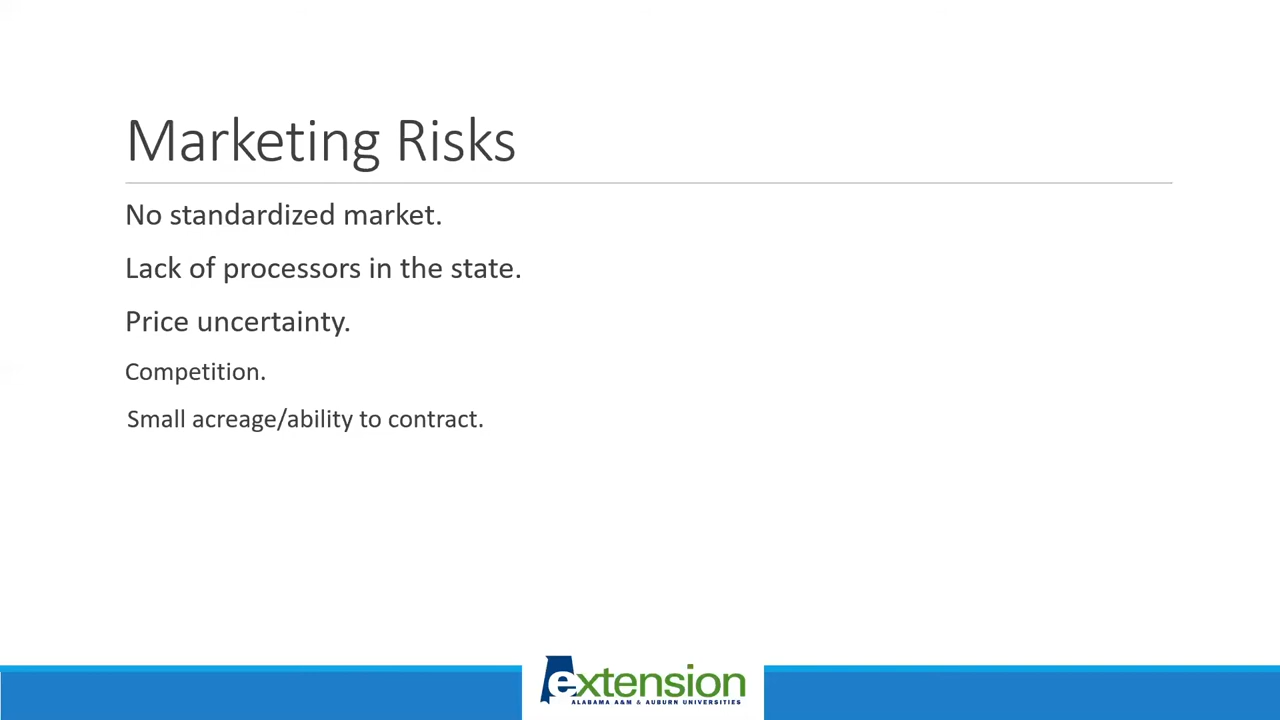 Marketing Risks
No standardized market.
Lack of processors in the state.
Price uncertainty.
Competition.
Small acreage/ability to contract.
extension
ALABAMA A&M & AUBURN UNIVERSITIES